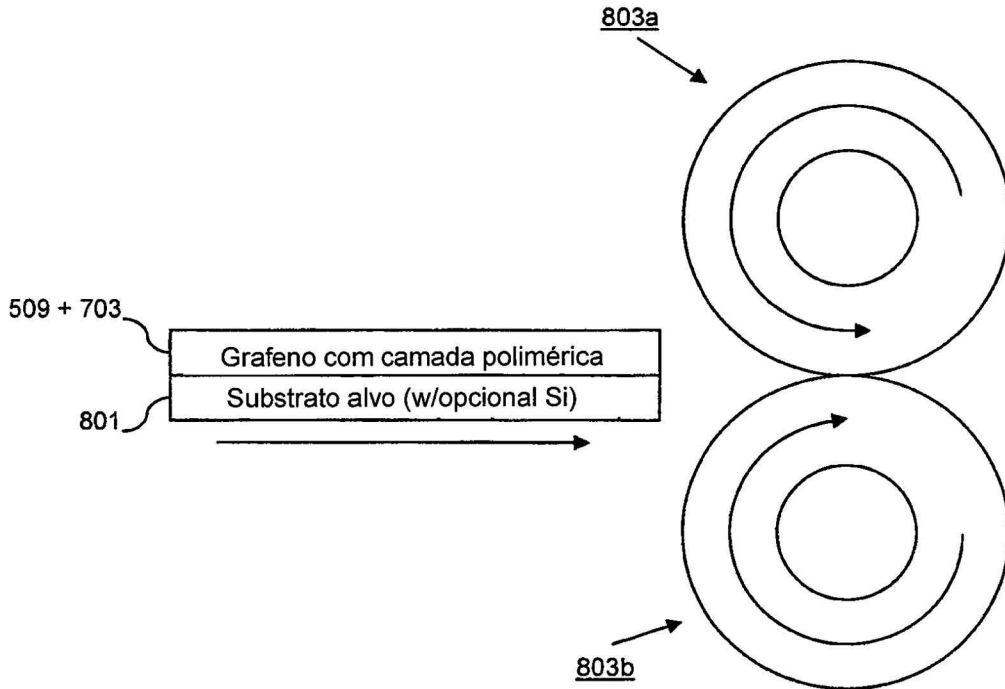 803a
509 + 703
Grafeno com camada polimérica
Substrato alvo (w/opcional Si)
801
803b